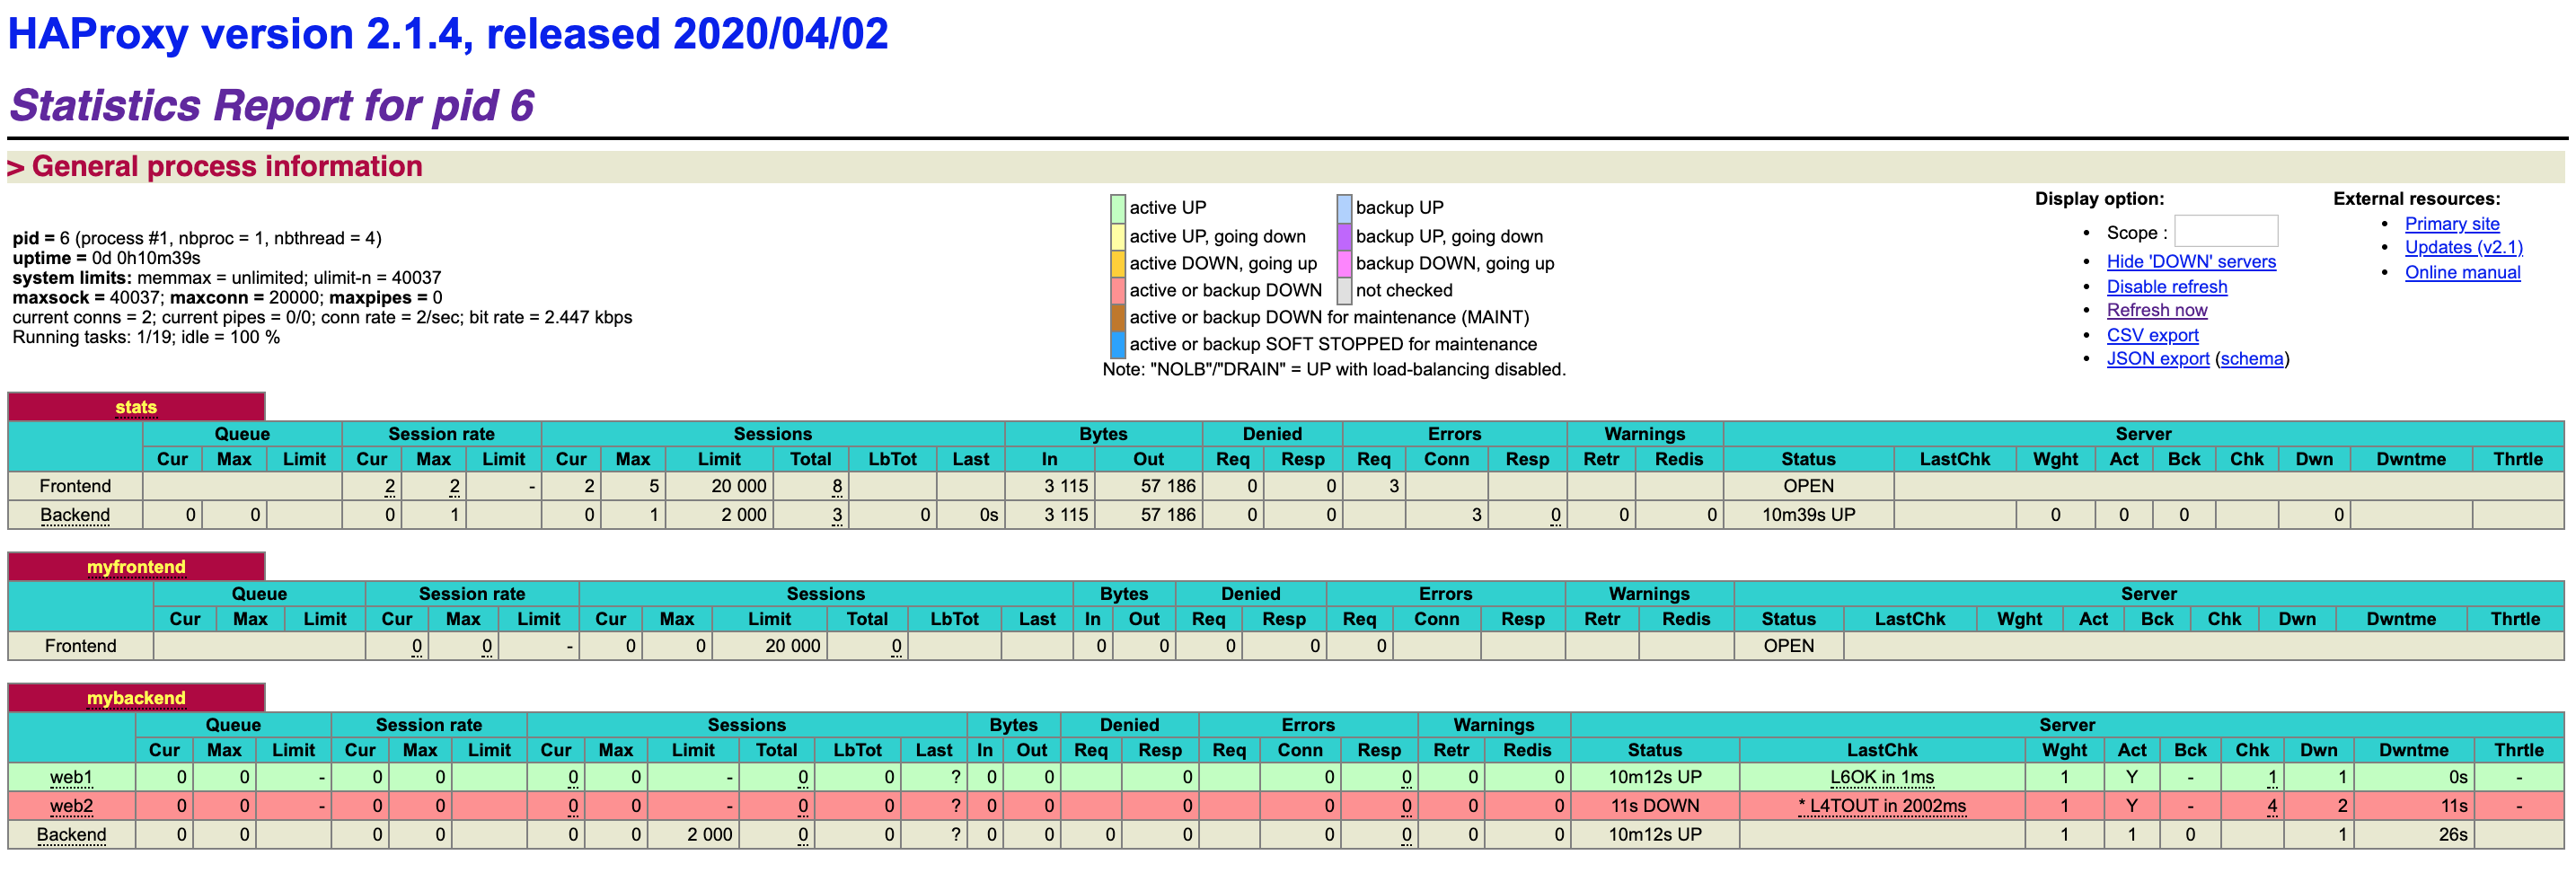 HAProxy version 2.1.4, released 2020/04/02
Statistics Report for pid 6
> General process information
pid = 6 (process #1, nbproc = 1, nbthread = 4)
uptime = 0d 0h10m39s
system limits: memmax = unlimited; ulimit-n = 40037
maxsock = 40037; maxconn = 20000; maxpipes = 0
current conns = 2; current pipes = 0/0; conn rate = 2/sec; bit rate = 2.447 kbps
Running tasks: 1/19; idle = 100 %
active UP backup UP
active UP, going down backup UP, going down
active DOWN, going up backup DOWN, going up
active or backup DOWN not checked
active or backup DOWN for maintenance (MAINT)
active or backup SOFT STOPPED for maintenance
Note: "NOLB"/"DRAIN" = UP with load-balancing disabled.
Display option:
• Scope :
• Hide 'DOWN' servers
• Disable refresh
• Refresh now
• CSV export
• JSON export (schema)
External resources:
• Primary site
• Updates (v2.1)
• Online manual
stats
Queue Session rate Sessions Bytes Denied Errors Warnings Server
Cur Max Limit Cur Max Limit Cur Max Limit Total LbTot Last In Out Req Resp Req Conn Resp Retr Redis Status LastChk Wght Act Bck Chk Dwn Dwntme Thrtle
Frontend 2 2 - 2 5 20 000 8 3 115 57 186 0 0 3 OPEN
Backend 0 0 0 1 0 1 2 000 3 0 0s 3 115 57 186 0 0 3 0 0 0 10m39s UP 0 0 0 0
myfrontend
Queue Session rate Sessions Bytes Denied Errors Warnings Server
Cur Max Limit Cur Max Limit Cur Max Limit Total LbTot Last In Out Req Resp Req Conn Resp Retr Redis Status LastChk Wght Act Bck Chk Dwn Dwntme Thrtle
Frontend 0 0 - 0 0 20 000 0 0 0 0 0 0 OPEN
mybackend
Queue Session rate Sessions Bytes Denied Errors Warnings Server
Cur Max Limit Cur Max Limit Cur Max Limit Total LbTot Last In Out Req Resp Req Conn Resp Retr Redis Status LastChk Wght Act Bck Chk Dwn Dwntme Thrtle
web1 0 0 - 0 0 0 0 - 0 0 ? 0 0 0 0 0 0 0 10m12s UP L6OK in 1ms 1 Y - 1 1 0s -
web2 0 0 - 0 0 0 0 - 0 0 ? 0 0 0 0 0 0 0 11s DOWN * L4TOUT in 2002ms 1 Y - 4 2 11s -
Backend 0 0 0 0 0 0 2 000 0 0 ? 0 0 0 0 0 0 0 0 10m12s UP 1 1 0 1 26s